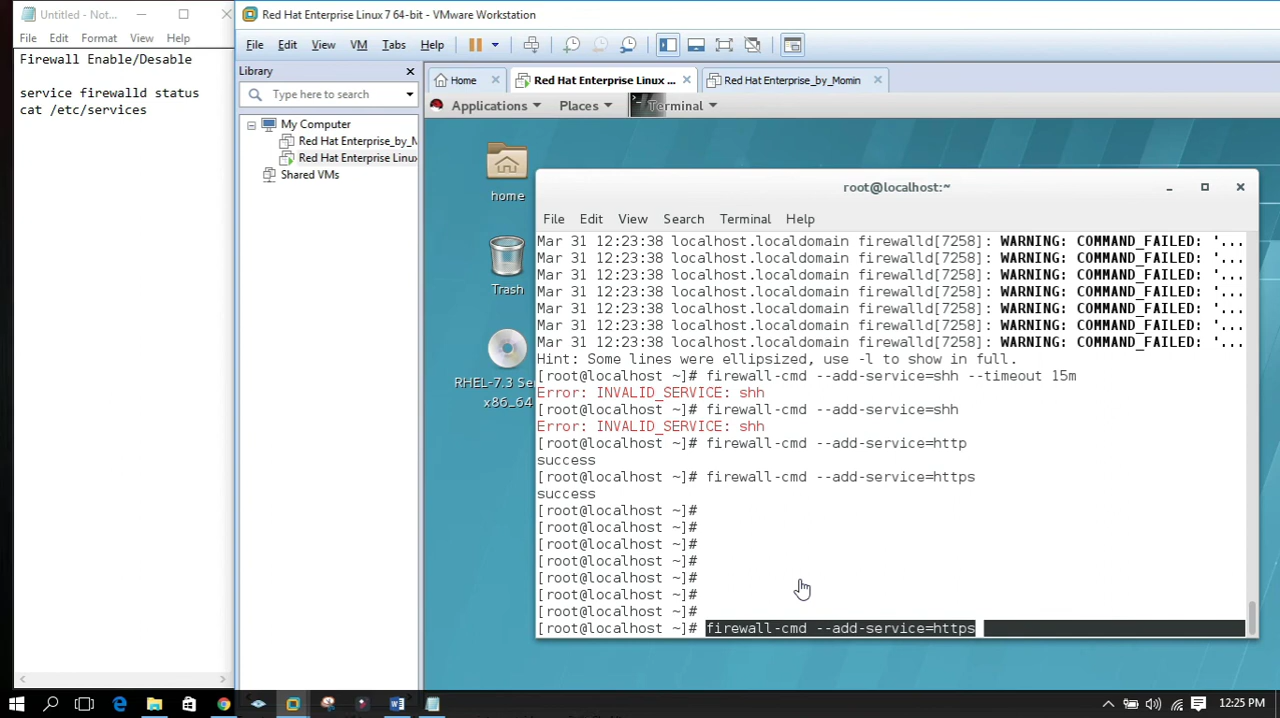 Untitled - Not...
File Edit Format View Help
Firewall Enable/Desable
service firewalld status
cat /etc/services
Red Hat Enterprise Linux 7 64-bit - VMware Workstation
File Edit View VM Tabs Help
Library
Type here to search
My Computer
Red Hat Enterprise_by_M
Red Hat Enterprise Linux
Shared VMs
Home
Red Hat Enterprise Linux ...
Red Hat Enterprise_by_Momin
Applications Places Terminal
home
Trash
RHEL-7.3 Se
x86_64
root@localhost:~
File Edit View Search Terminal Help
Mar 31 12:23:38 localhost.localdomain firewalld[7258]: WARNING: COMMAND_FAILED: '...
Mar 31 12:23:38 localhost.localdomain firewalld[7258]: WARNING: COMMAND_FAILED: '...
Mar 31 12:23:38 localhost.localdomain firewalld[7258]: WARNING: COMMAND_FAILED: '...
Mar 31 12:23:38 localhost.localdomain firewalld[7258]: WARNING: COMMAND_FAILED: '...
Mar 31 12:23:38 localhost.localdomain firewalld[7258]: WARNING: COMMAND_FAILED: '...
Mar 31 12:23:38 localhost.localdomain firewalld[7258]: WARNING: COMMAND_FAILED: '...
Mar 31 12:23:38 localhost.localdomain firewalld[7258]: WARNING: COMMAND_FAILED: '...
Hint: Some lines were ellipsized, use -l to show in full.
[root@localhost ~]# firewall-cmd --add-service=shh --timeout 15m
Error: INVALID_SERVICE: shh
[root@localhost ~]# firewall-cmd --add-service=shh
Error: INVALID_SERVICE: shh
[root@localhost ~]# firewall-cmd --add-service=http
success
[root@localhost ~]# firewall-cmd --add-service=https
success
[root@localhost ~]#
[root@localhost ~]#
[root@localhost ~]#
[root@localhost ~]#
[root@localhost ~]#
[root@localhost ~]#
[root@localhost ~]#
[root@localhost ~]# firewall-cmd --add-service=https
12:25 PM